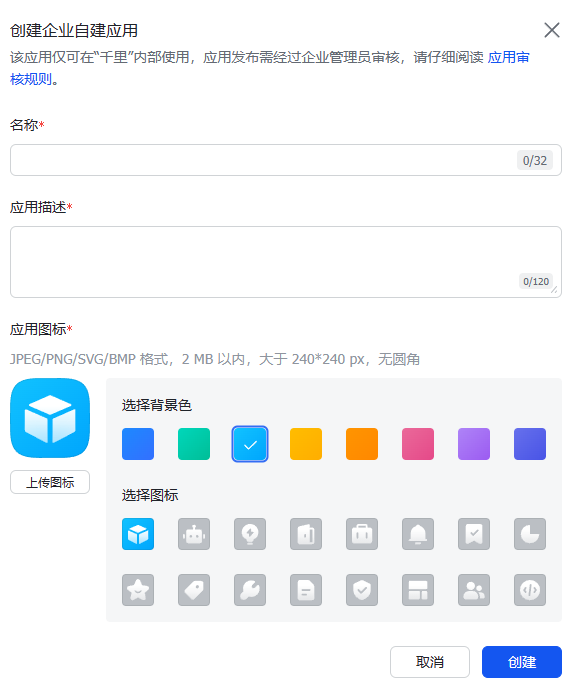 创建企业自建应用
该应用仅可在“千里”内部使用，应用发布需经过企业管理员审核，请仔细阅读 应用审
核规则。
名称*
0/32
应用描述*
0/120
应用图标*
JPEG/PNG/SVG/BMP 格式，2 MB 以内，大于 240*240 px，无圆角
选择背景色
上传图标
选择图标
取消
创建